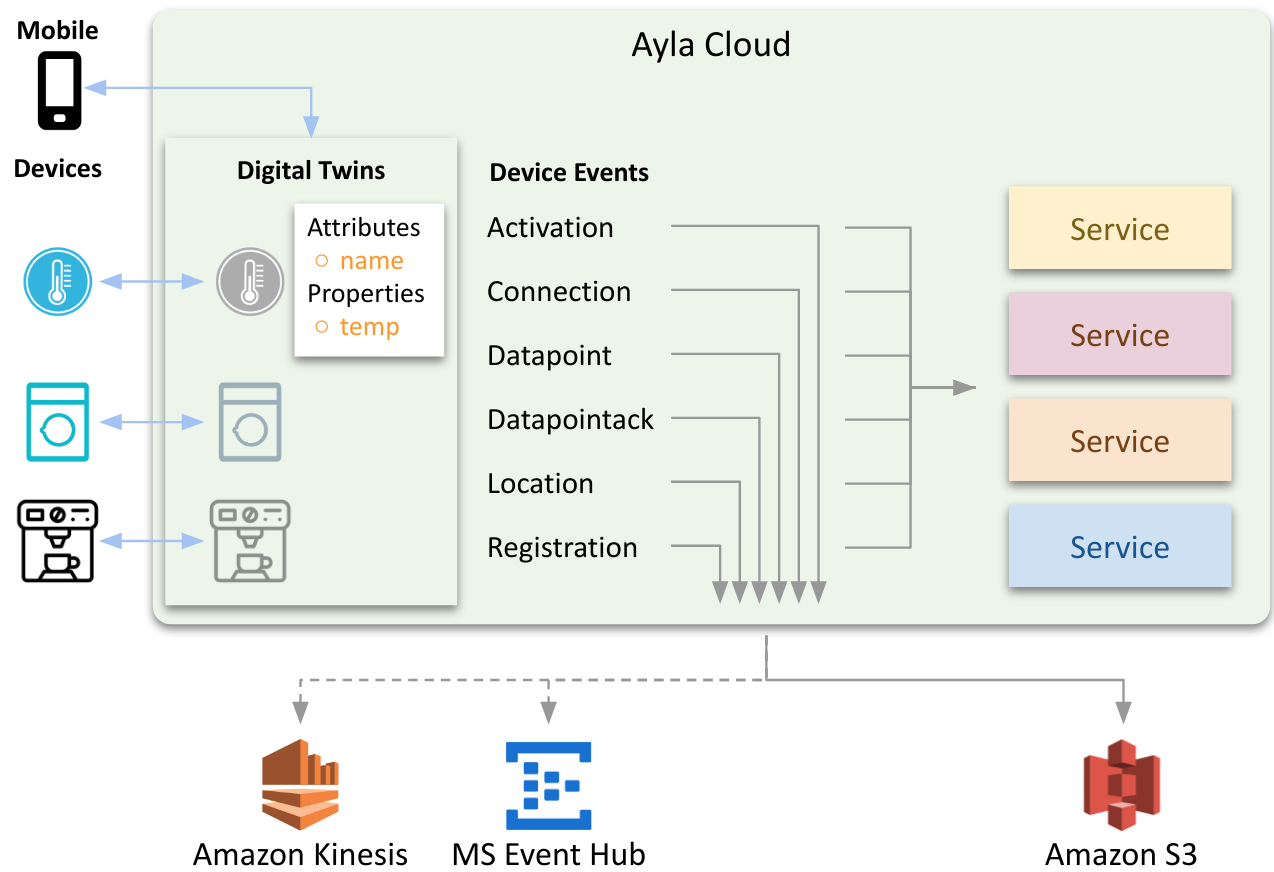 Mobile
Ayla Cloud
Devices
Digital Twins
Attributes
○ name
Properties
○ temp
Device Events
Activation
Connection
Datapoint
Datapointack
Location
Registration
Service
Service
Service
Service
Amazon Kinesis
MS Event Hub
Amazon S3